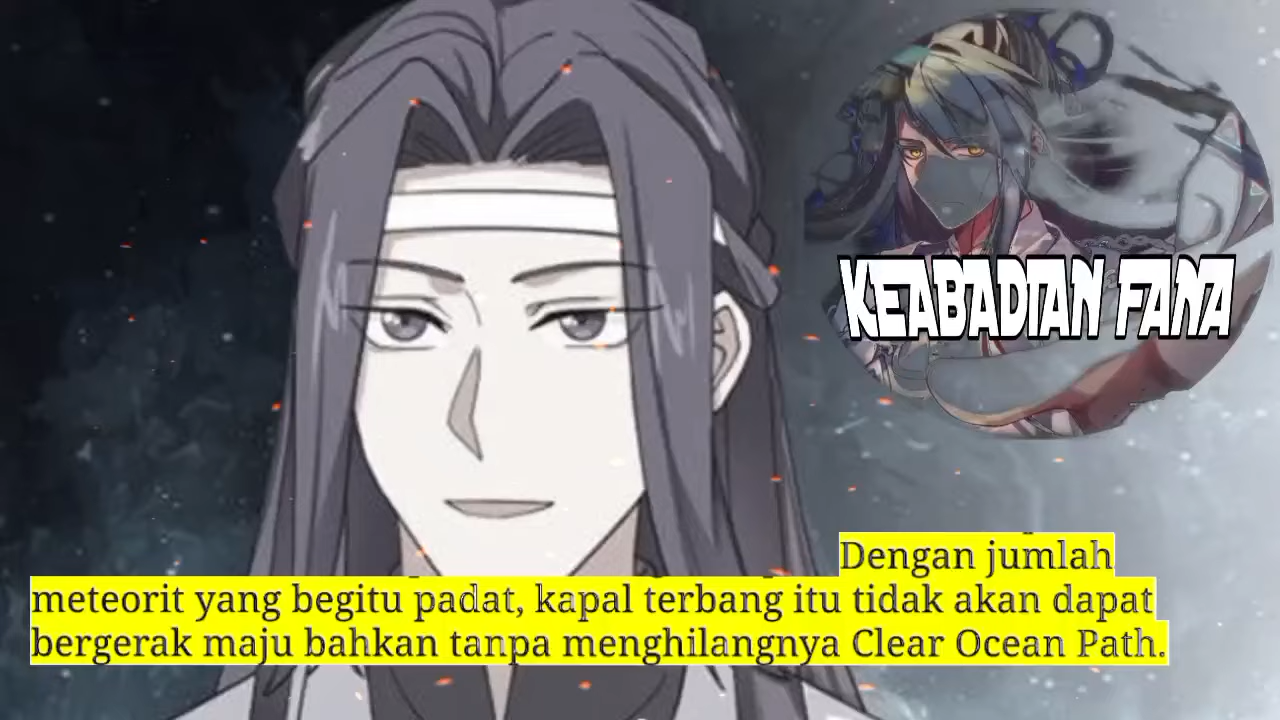 KEABADIAN FANA
Dengan jumlah
meteorit yang begitu padat, kapal terbang itu tidak akan dapat
bergerak maju bahkan tanpa menghilangnya Clear Ocean Path.